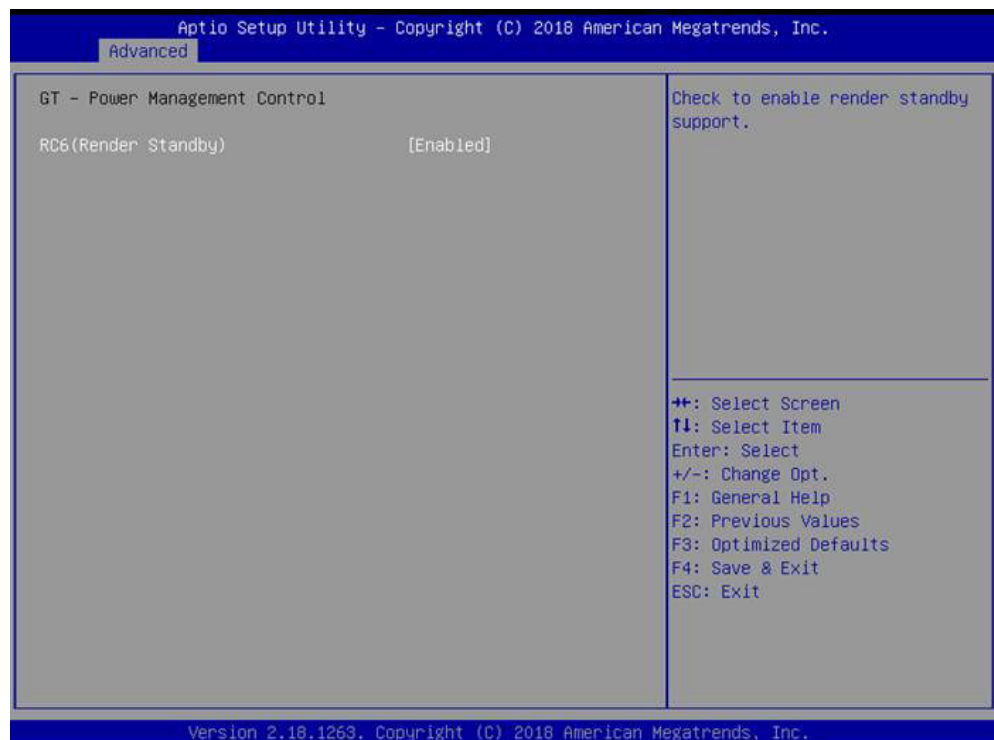 Aptio Setup Utility – Copyright (C) 2018 American Megatrends, Inc.
Advanced
GT – Power Management Control
RC6(Render Standby) [Enabled]
Check to enable render standby
support.
→←: Select Screen
↑↓: Select Item
Enter: Select
+/-: Change Opt.
F1: General Help
F2: Previous Values
F3: Optimized Defaults
F4: Save & Exit
ESC: Exit
Version 2.18.1263. Copyright (C) 2018 American Megatrends, Inc.